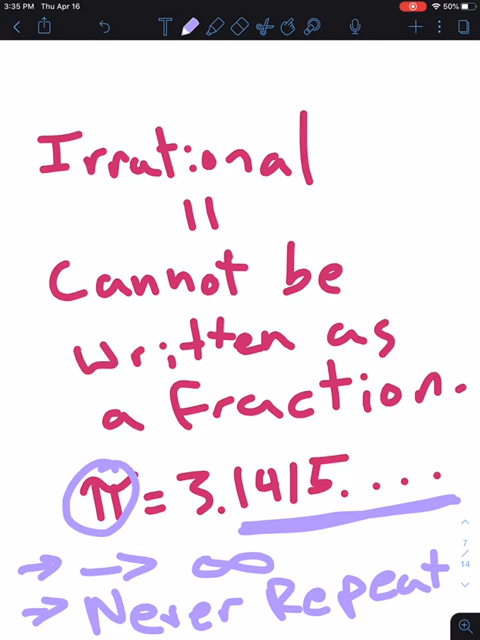 3:35 PM Thu Apr 16
50%
T
Irrational
=
Cannot be
written as
a fraction.
π = 3.1415....
7
/
14
→ → ∞
→ Never Repeat